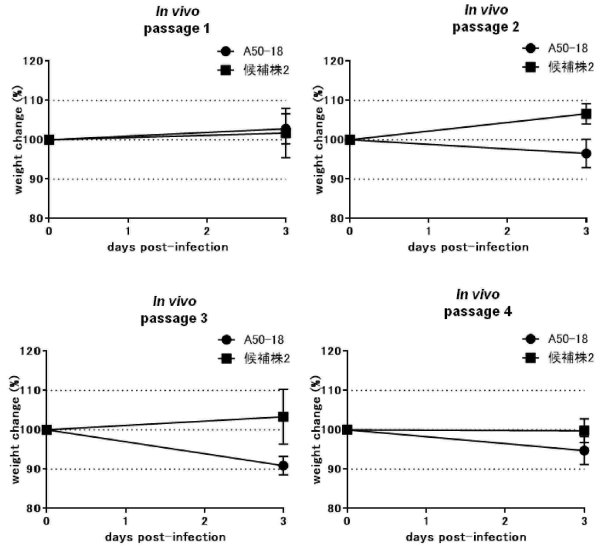 In vivo
passage 1
A50-18
候補株2
120
110
100
90
80
weight change (%)
0
1
2
3
days post-infection
In vivo
passage 2
A50-18
候補株2
120
110
100
90
80
weight change (%)
0
1
2
3
days post-infection
In vivo
passage 3
A50-18
候補株2
120
110
100
90
80
weight change (%)
0
1
2
3
days post-infection
In vivo
passage 4
A50-18
候補株2
120
110
100
90
80
weight change (%)
0
1
2
3
days post-infection